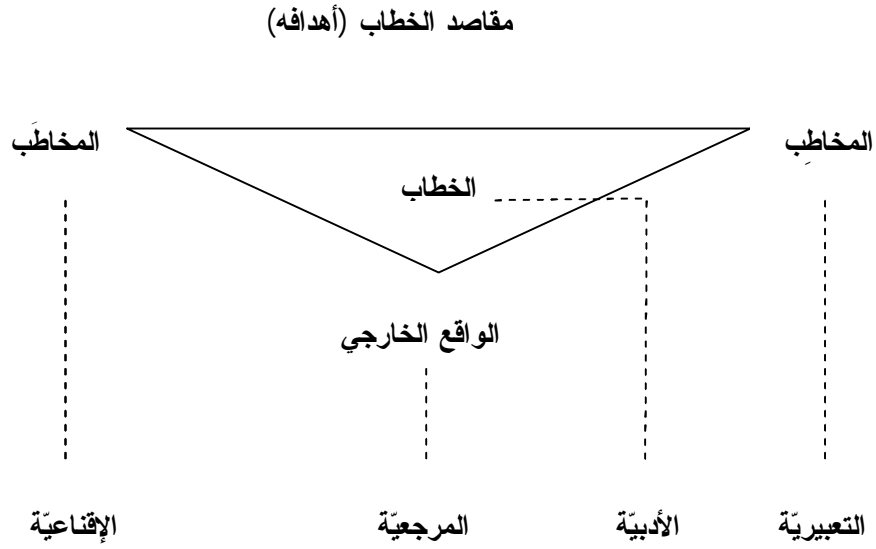 مقاصد الخطاب (أهدافه)
المخاطِب المخاطَب
الخطاب
الواقع الخارجي
التعبيريّة الأدبيّة المرجعيّة الإقناعيّة